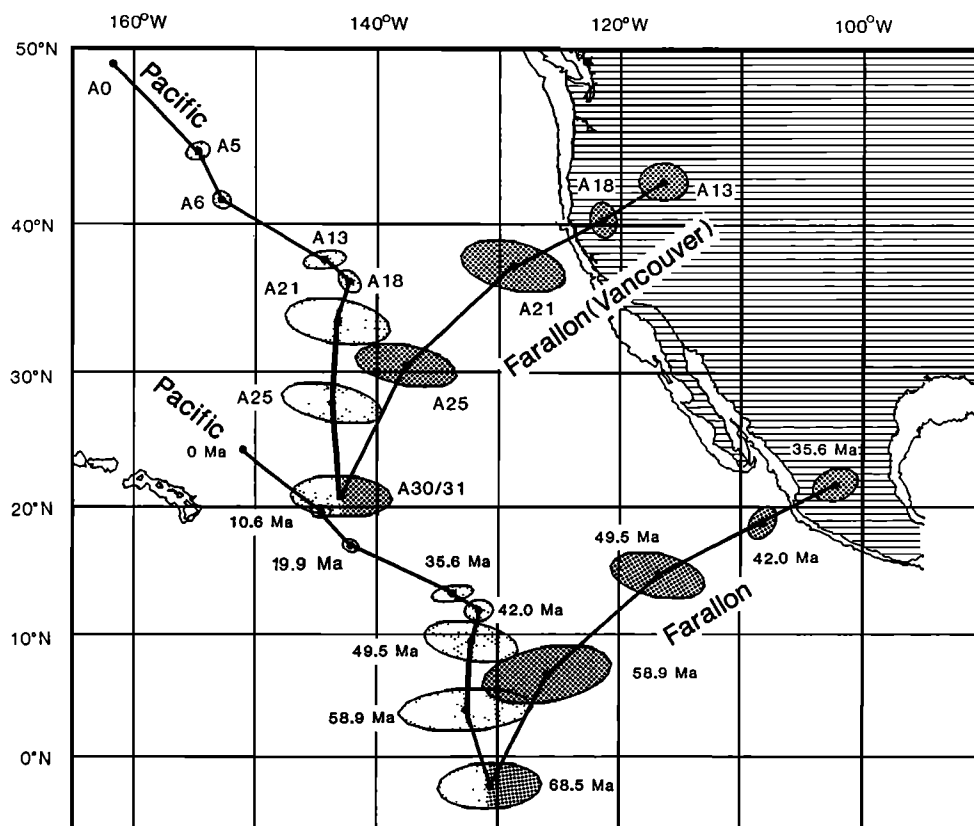 160°W 140°W 120°W 100°W
50°N
A0
Pacific
A5
A6
A18
A13
40°N
A13
A18
A21
A21
Farallon(Vancouver)
30°N
A25
A25
Pacific
0 Ma
35.6 Ma
A30/31
20°N
10.6 Ma
19.9 Ma
35.6 Ma
49.5 Ma
42.0 Ma
42.0 Ma
Farallon
10°N
49.5 Ma
58.9 Ma
58.9 Ma
0°N
68.5 Ma